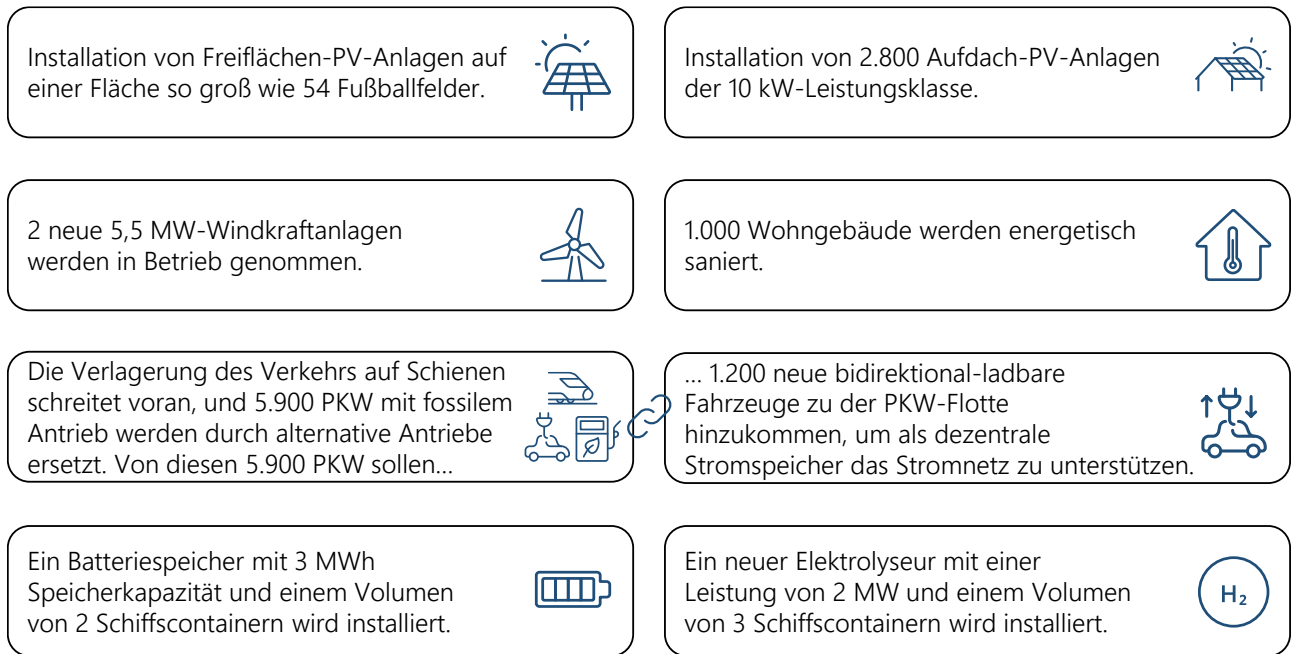 Installation von Freiflächen-PV-Anlagen auf
einer Fläche so groß wie 54 Fußballfelder.
Installation von 2.800 Aufdach-PV-Anlagen
der 10 kW-Leistungsklasse.
2 neue 5,5 MW-Windkraftanlagen
werden in Betrieb genommen.
1.000 Wohngebäude werden energetisch
saniert.
Die Verlagerung des Verkehrs auf Schienen
schreitet voran, und 5.900 PKW mit fossilem
Antrieb werden durch alternative Antriebe
ersetzt. Von diesen 5.900 PKW sollen...
... 1.200 neue bidirektional-ladbare
Fahrzeuge zu der PKW-Flotte
hinzukommen, um als dezentrale
Stromspeicher das Stromnetz zu unterstützen.
Ein Batteriespeicher mit 3 MWh
Speicherkapazität und einem Volumen
von 2 Schiffscontainern wird installiert.
Ein neuer Elektrolyseur mit einer
Leistung von 2 MW und einem Volumen
von 3 Schiffscontainern wird installiert.
H₂